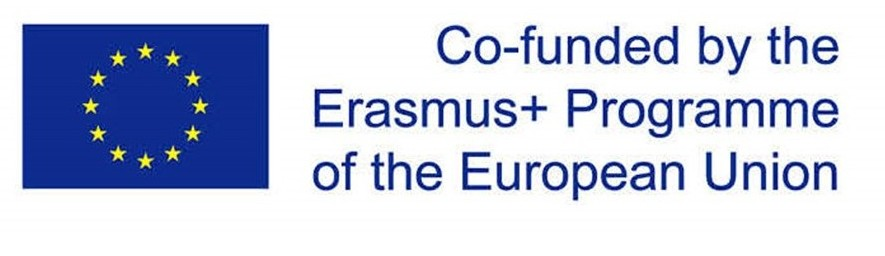 Co-funded by the
Erasmus+ Programme
of the European Union